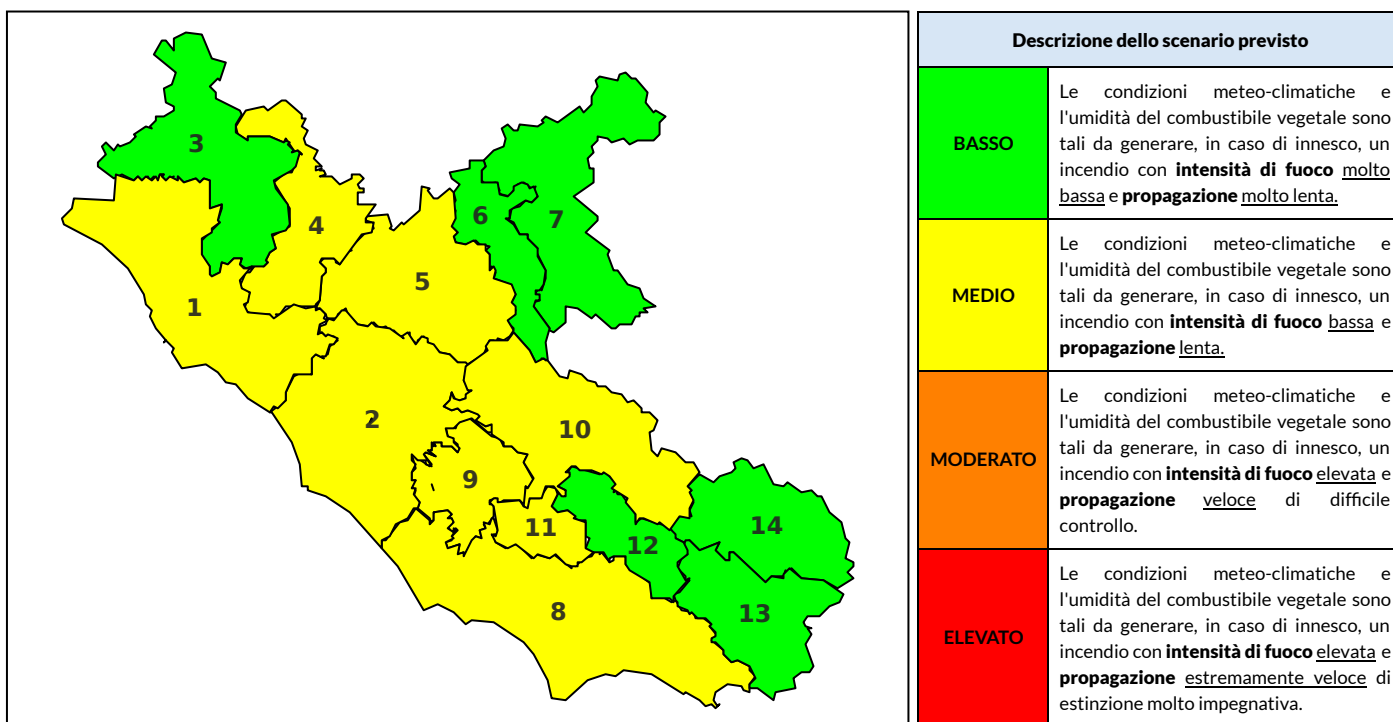 3
4
6
7
5
1
2
10
9
11
12
14
8
13
Descrizione dello scenario previsto
BASSO
Le condizioni meteo-climatiche e
l'umidità del combustibile vegetale sono
tali da generare, in caso di innesco, un
incendio con intensità di fuoco molto
bassa e propagazione molto lenta.
MEDIO
Le condizioni meteo-climatiche e
l'umidità del combustibile vegetale sono
tali da generare, in caso di innesco, un
incendio con intensità di fuoco bassa e
propagazione lenta.
MODERATO
Le condizioni meteo-climatiche e
l'umidità del combustibile vegetale sono
tali da generare, in caso di innesco, un
incendio con intensità di fuoco elevata e
propagazione veloce di difficile
controllo.
ELEVATO
Le condizioni meteo-climatiche e
l'umidità del combustibile vegetale sono
tali da generare, in caso di innesco, un
incendio con intensità di fuoco elevata e
propagazione estremamente veloce di
estinzione molto impegnativa.